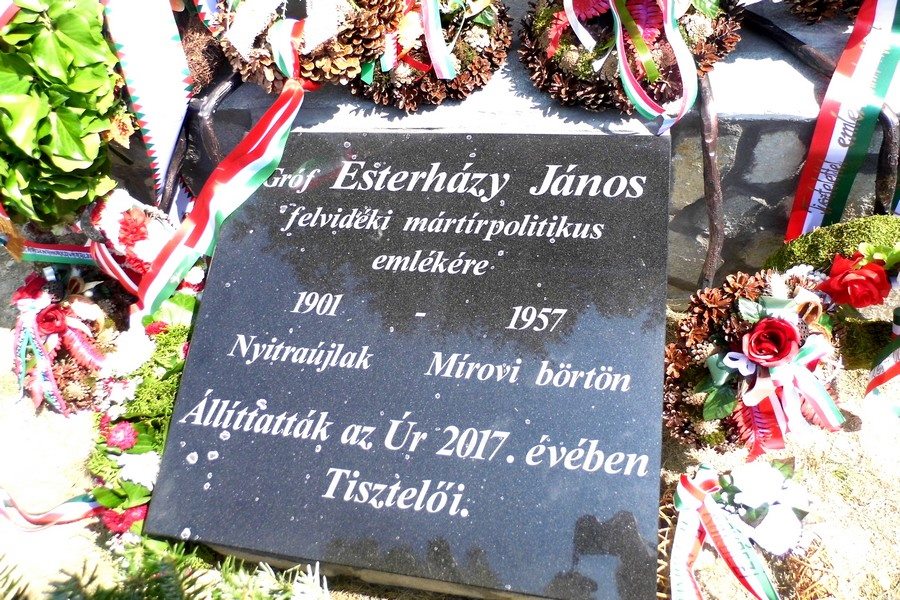 Gróf Esterházy János
felvidéki mártírpolitikus
emlékére
1901 - 1957
Nyitraújlak Mírovi börtön
Állíttatták az Úr 2017. évében
Tisztelői.